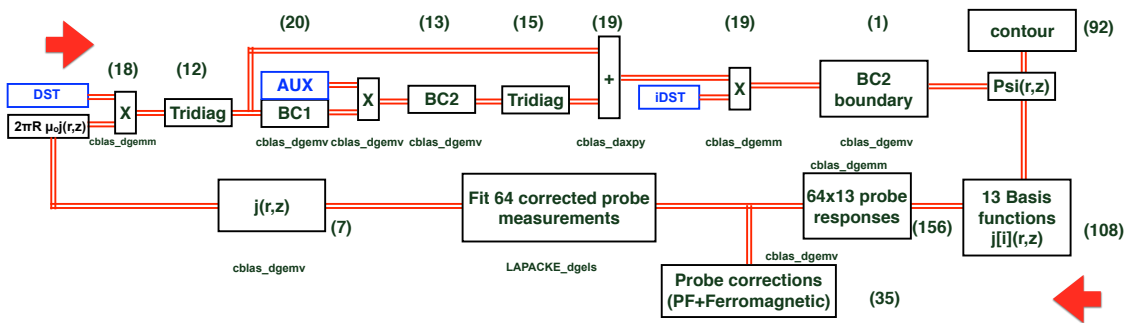 (20)
(13)
(15)
(19)
(19)
(1)
contour
(92)
(18)
(12)
DST
X
Tridiag
AUX
BC1
X
BC2
Tridiag
+
iDST
X
BC2
boundary
Psi(r,z)
2πR μ₀j(r,z)
cblas_dgemm
cblas_dgemv
cblas_dgemv
cblas_dgemv
cblas_daxpy
cblas_dgemm
cblas_dgemv
cblas_dgemm
j(r,z)
(7)
Fit 64 corrected probe
measurements
64x13 probe
responses
(156)
13 Basis
functions
j[i](r,z)
(108)
cblas_dgemv
LAPACKE_dgels
cblas_dgemv
Probe corrections
(PF+Ferromagnetic)
(35)